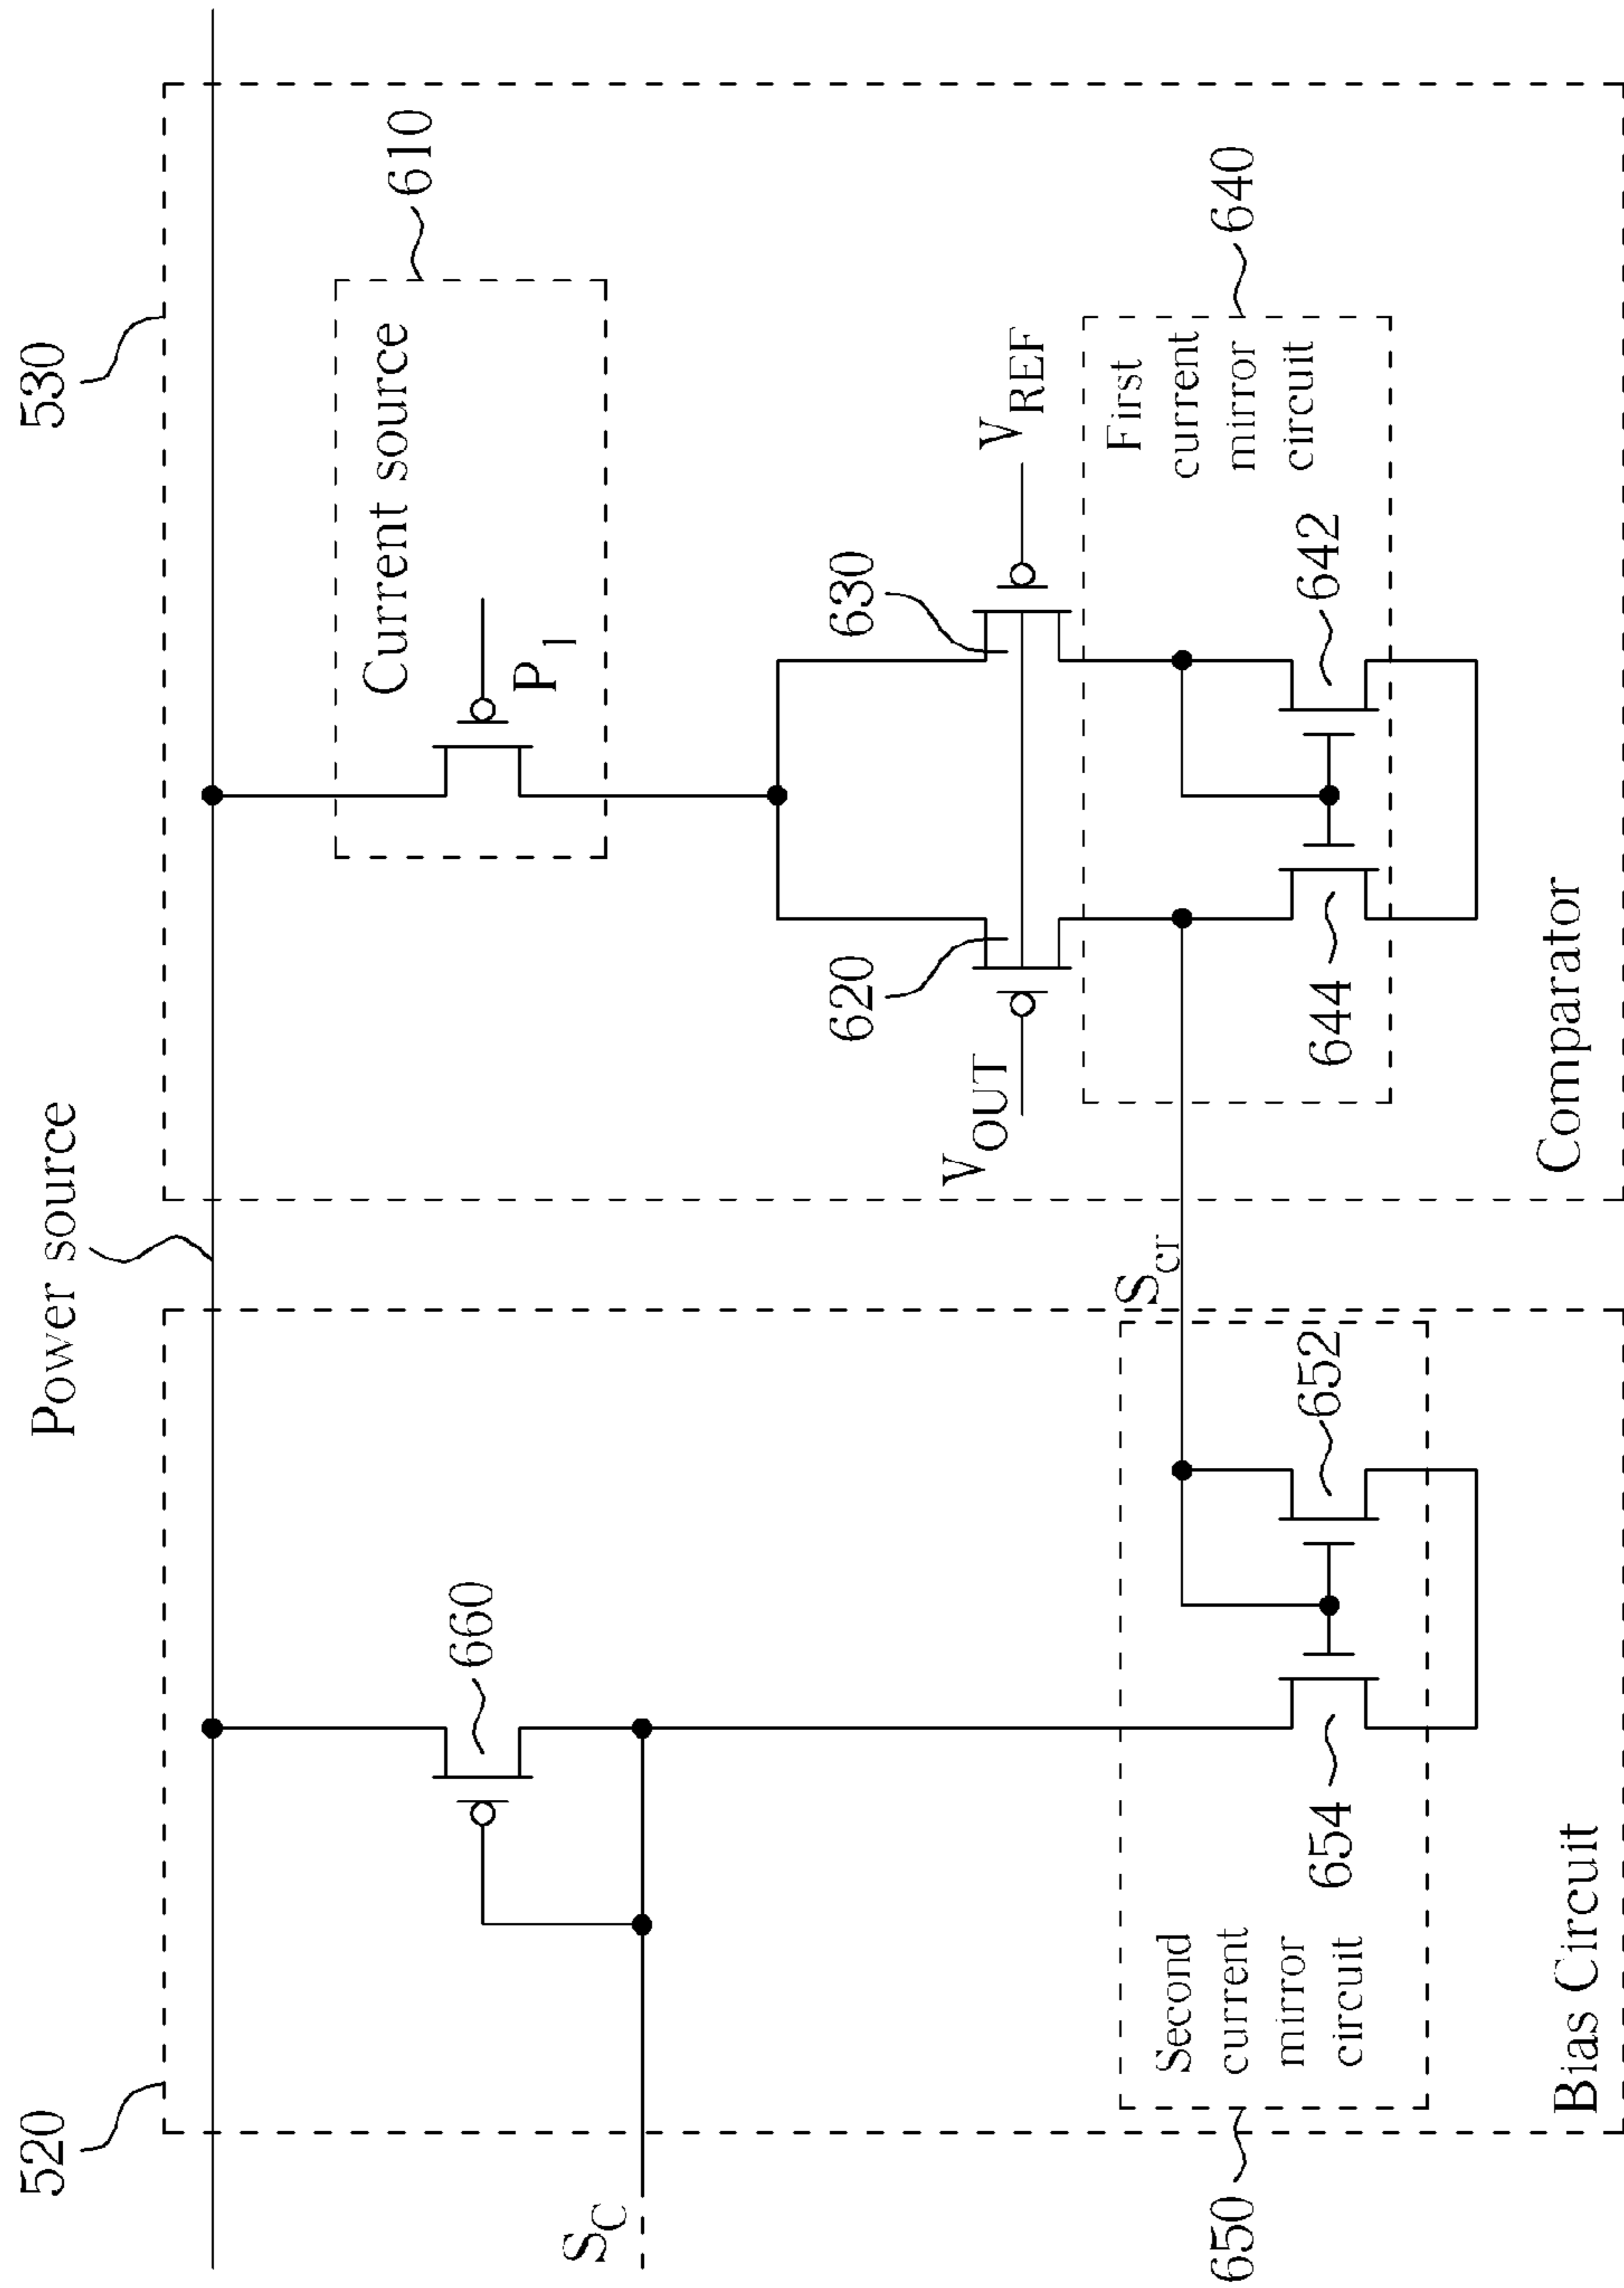 520
Power source
530
660
Current source
610
P1
SC
620
630
VOUT
VREF
Scr
650
Second
current
mirror
circuit
654
652
First
current
mirror
circuit
640
644
642
Bias Circuit
Comparator